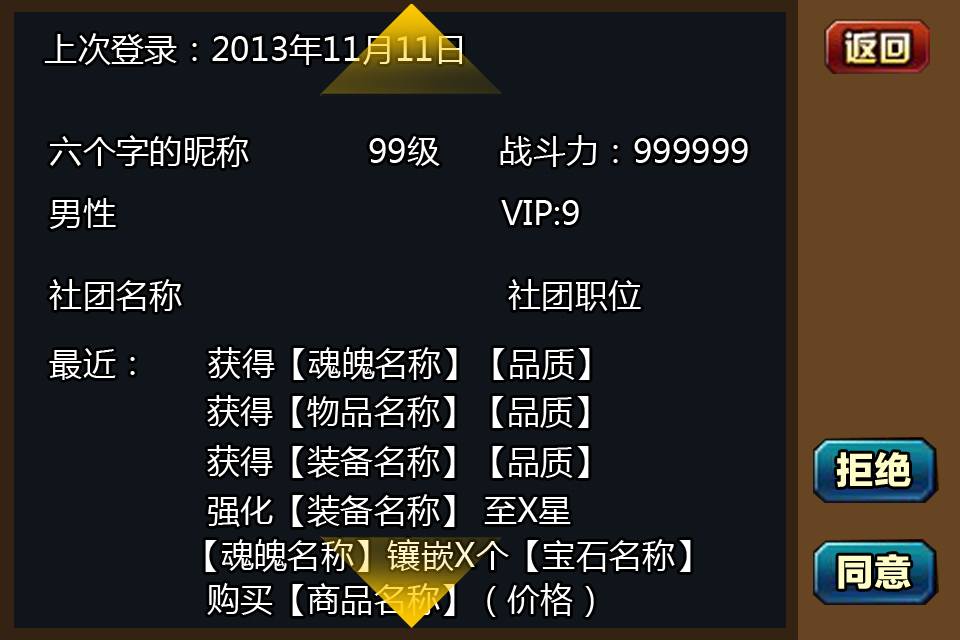 上次登录：2013年11月11日
返回
六个字的昵称 99级 战斗力：999999
男性 VIP:9
社团名称 社团职位
最近： 获得【魂魄名称】【品质】
获得【物品名称】【品质】
获得【装备名称】【品质】
拒绝
强化【装备名称】 至X星
【魂魄名称】镶嵌X个【宝石名称】
同意
购买【商品名称】（价格）